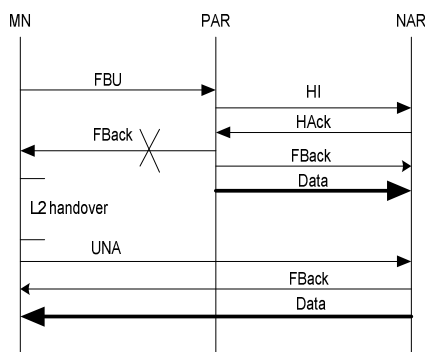 MN PAR NAR
FBU
HI
HAck
FBack
FBack
Data
L2 handover
UNA
FBack
Data